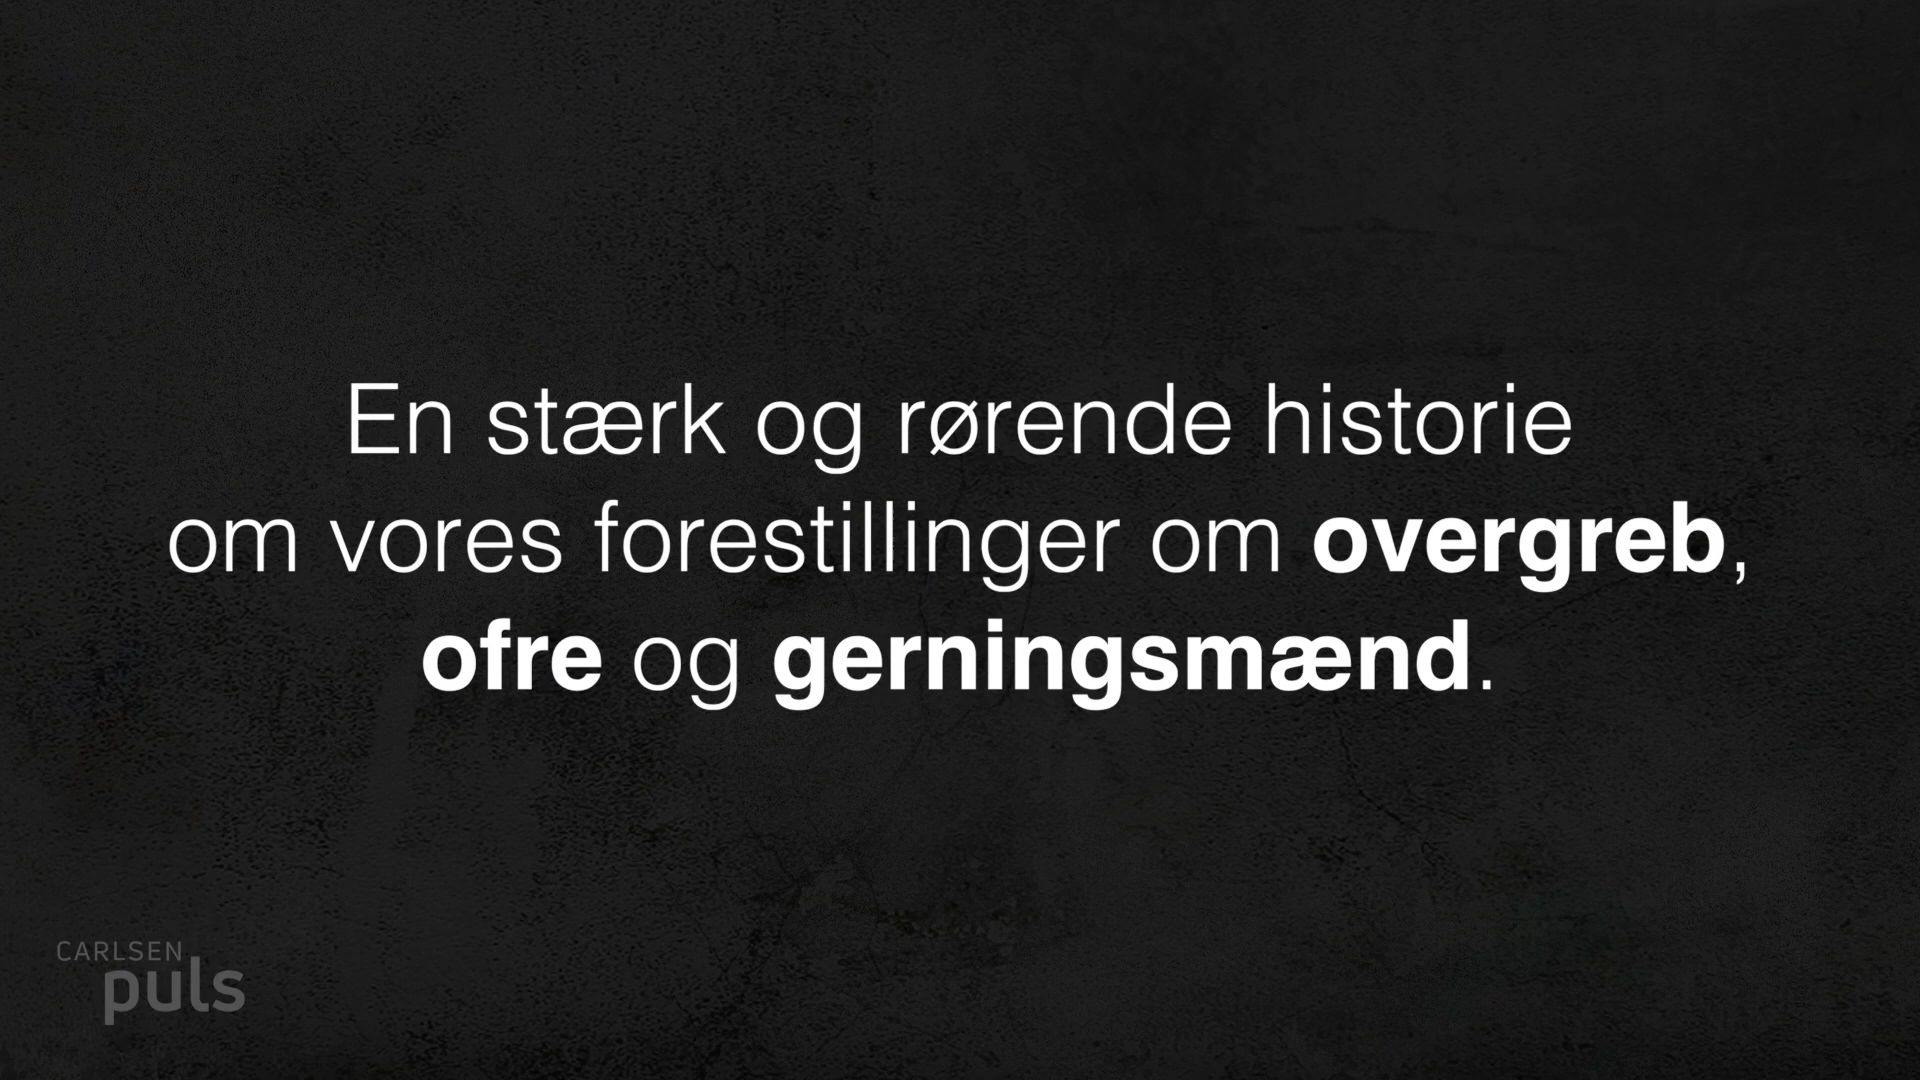 En stærk og rørende historie
om vores forestillinger om overgreb,
ofre og gerningsmænd.
CARLSEN
puls